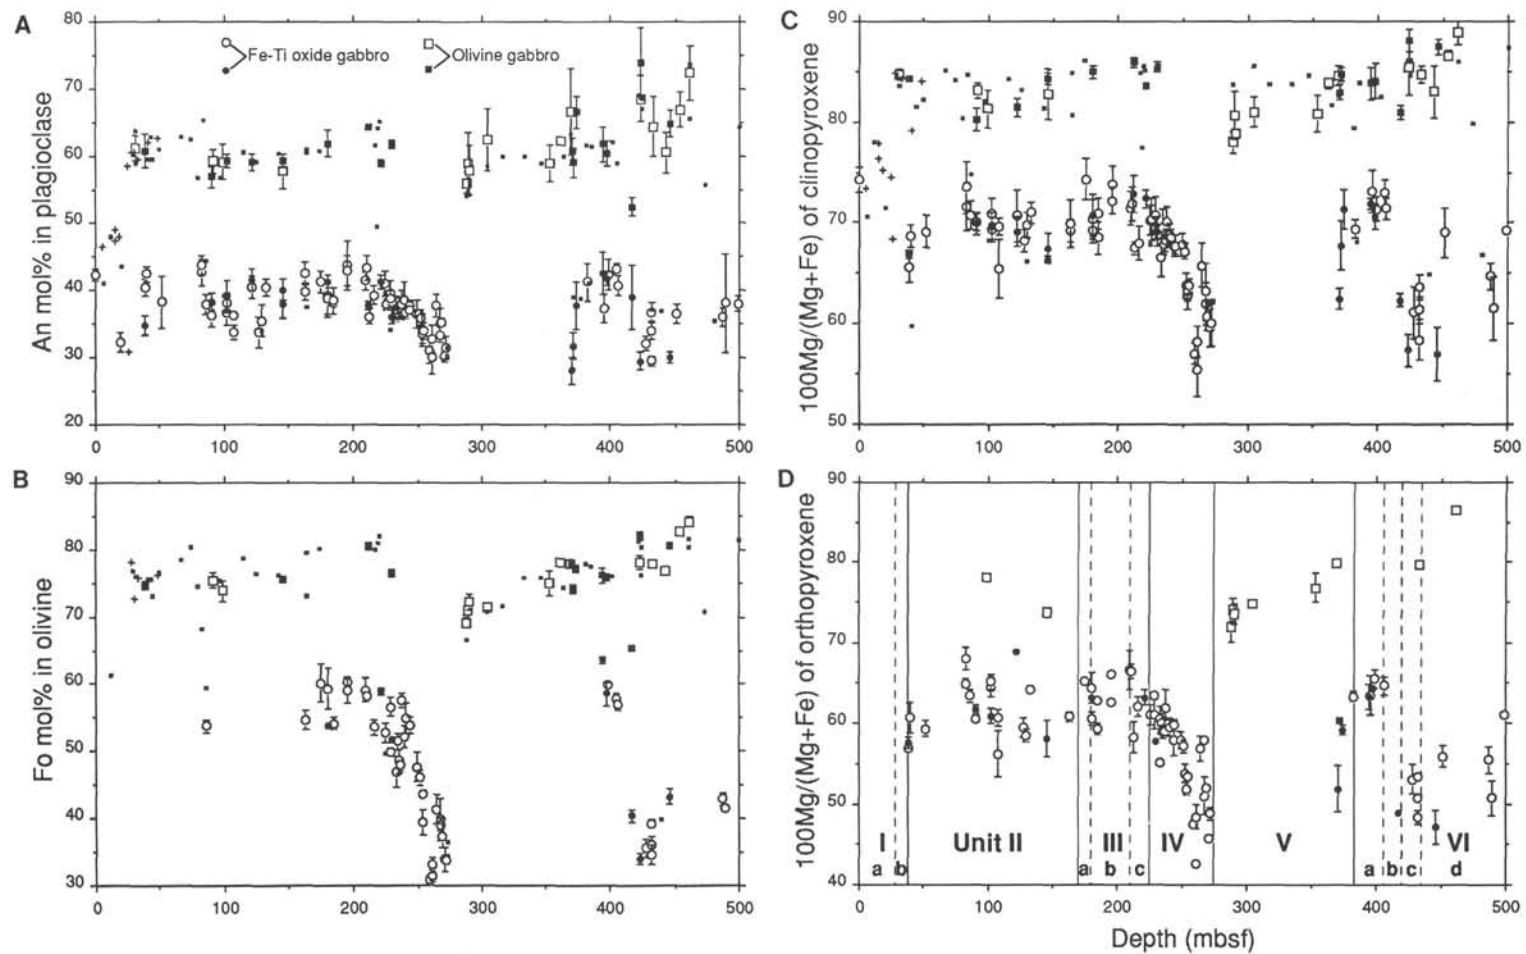 A
80
70
60
50
40
30
20
An mol% in plagioclase
Fe-Ti oxide gabbro
Olivine gabbro
0 100 200 300 400 500
C
90
80
70
60
50
100Mg/(Mg+Fe) of clinopyroxene
0 100 200 300 400 500
B
90
80
70
60
50
40
30
Fo mol% in olivine
0 100 200 300 400 500
D
90
80
70
60
50
40
100Mg/(Mg+Fe) of orthopyroxene
I Unit II III IV V VI
a b a b c a b c d
0 100 200 300 400 500
Depth (mbsf)